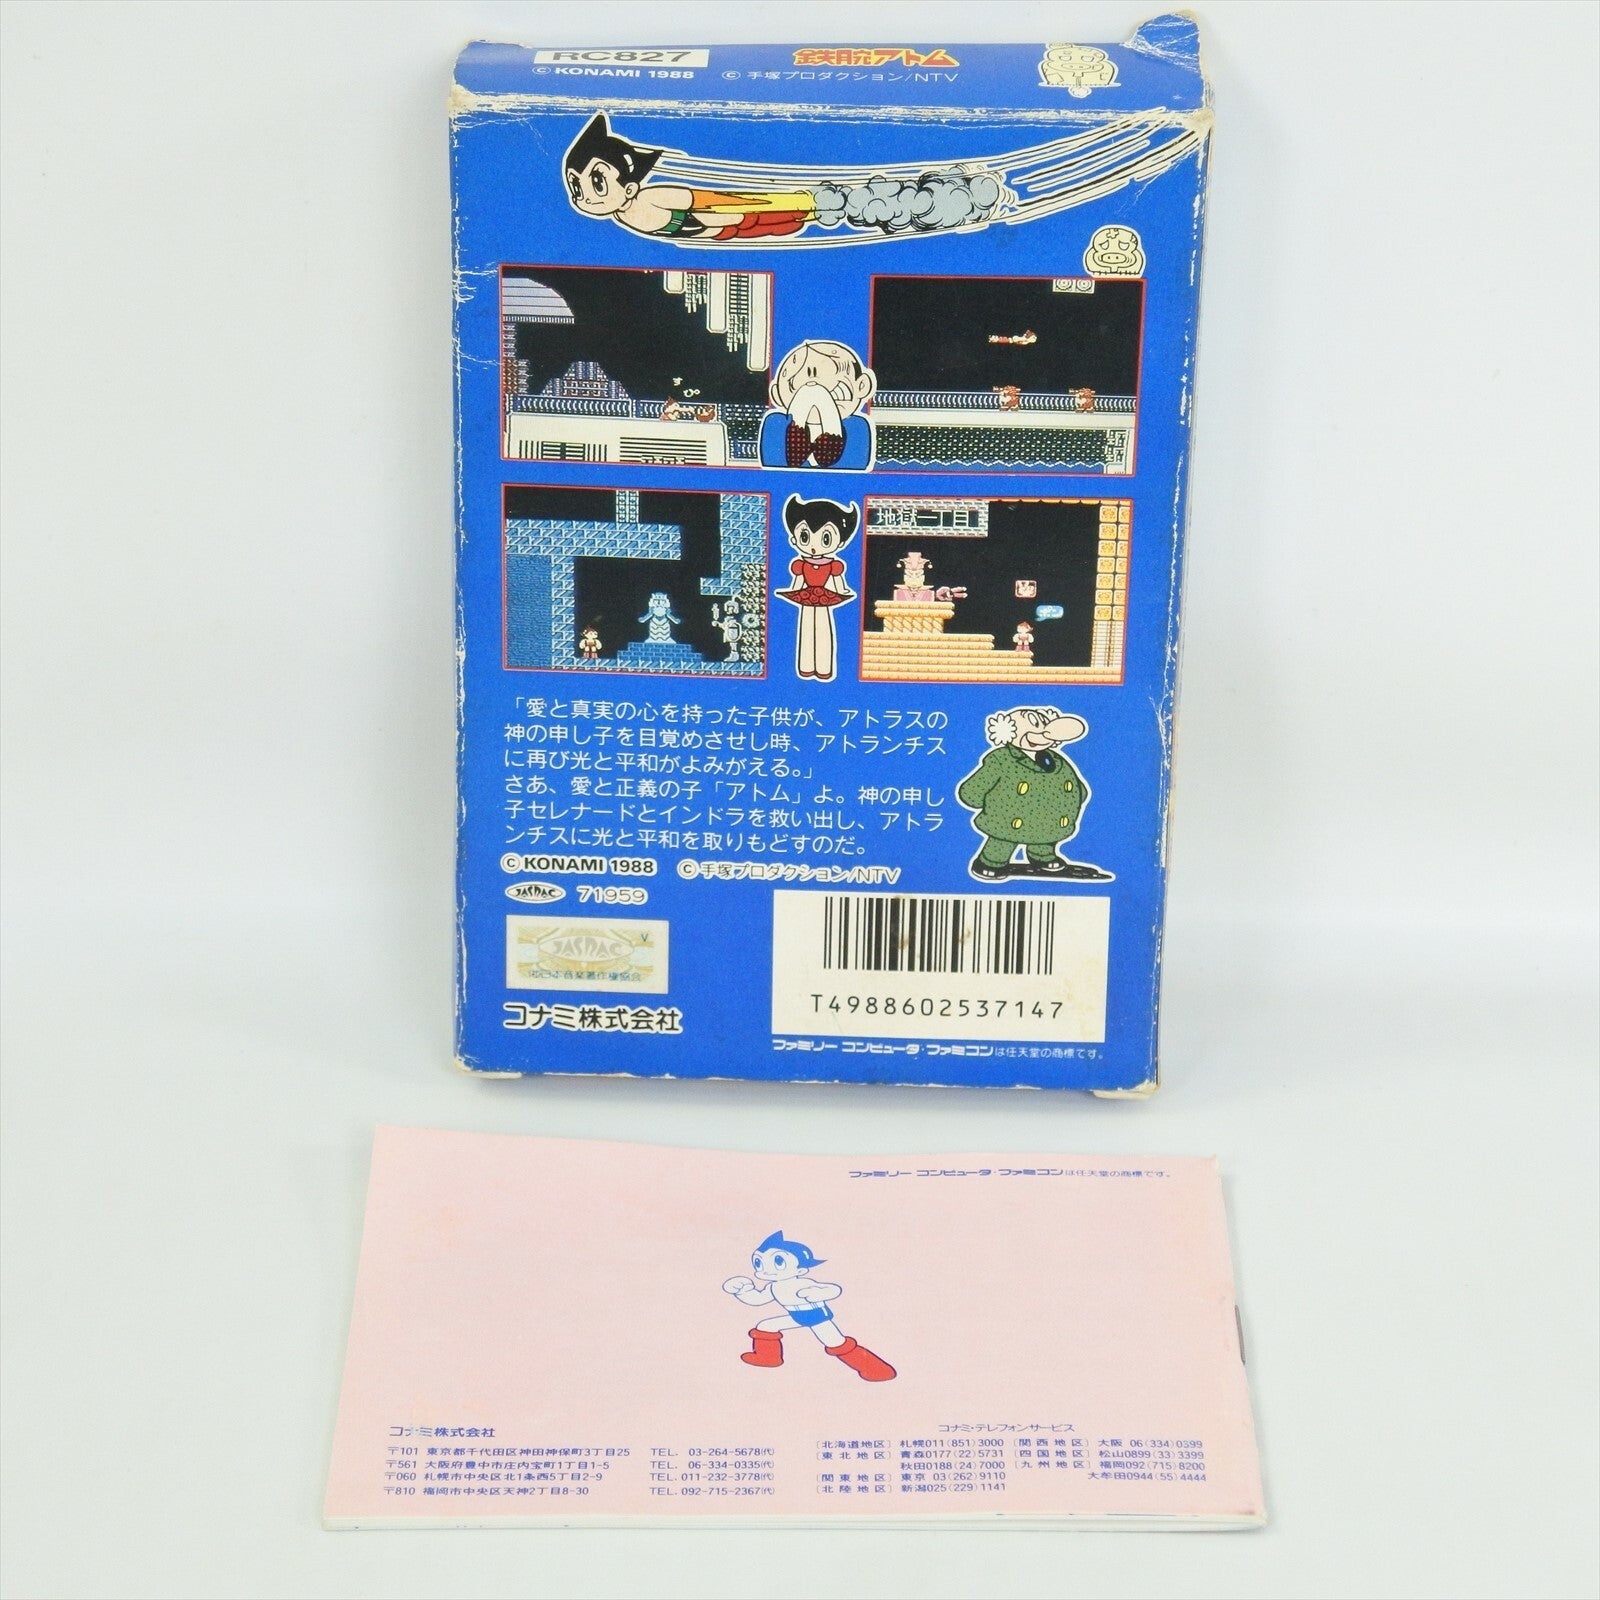 RC827
鉄腕アトム
© KONAMI 1988 © 手塚プロダクション/NTV
すぴ。
地獄一丁目
「愛と真実の心を持った子供が、アトラスの
神の申し子を目覚めさせし時、アトランチス
に再び光と平和がよみがえる。」
さあ、愛と正義の子「アトム」よ。神の申し
子セレナードとインドラを救い出し、アトラ
ンチスに光と平和を取りもどすのだ。
© KONAMI 1988 © 手塚プロダクション/NTV
JASRAC 71959
JASRAC V
日本音楽著作権協会
コナミ株式会社
T4988602537147
ファミリーコンピュータ・ファミコンは任天堂の商標です。
ファミリーコンピュータ・ファミコンは任天堂の商標です。
コナミ株式会社
〒101 東京都千代田区神田神保町3丁目25 TEL. 03-264-5678(代)
〒561 大阪府豊中市庄内宝町1丁目1-5 TEL. 06-334-0335(代)
〒060 札幌市中央区北1条西5丁目2-9 TEL. 011-232-3778(代)
〒810 福岡市中央区天神2丁目8-30 TEL. 092-715-2367(代)
コナミ・テレフォンサービス
〔北海道地区〕 札幌011(851)3000 〔関西地区〕 大阪 06(334)0399
〔東北地区〕 青森0177(22)5731 〔四国地区〕 松山0899(33)3399
秋田0188(24)7000 〔九州地区〕 福岡092(715)8200
〔関東地区〕 東京 03(262)9110 大牟田0944(55)4444
〔北陸地区〕 新潟025(229)1141